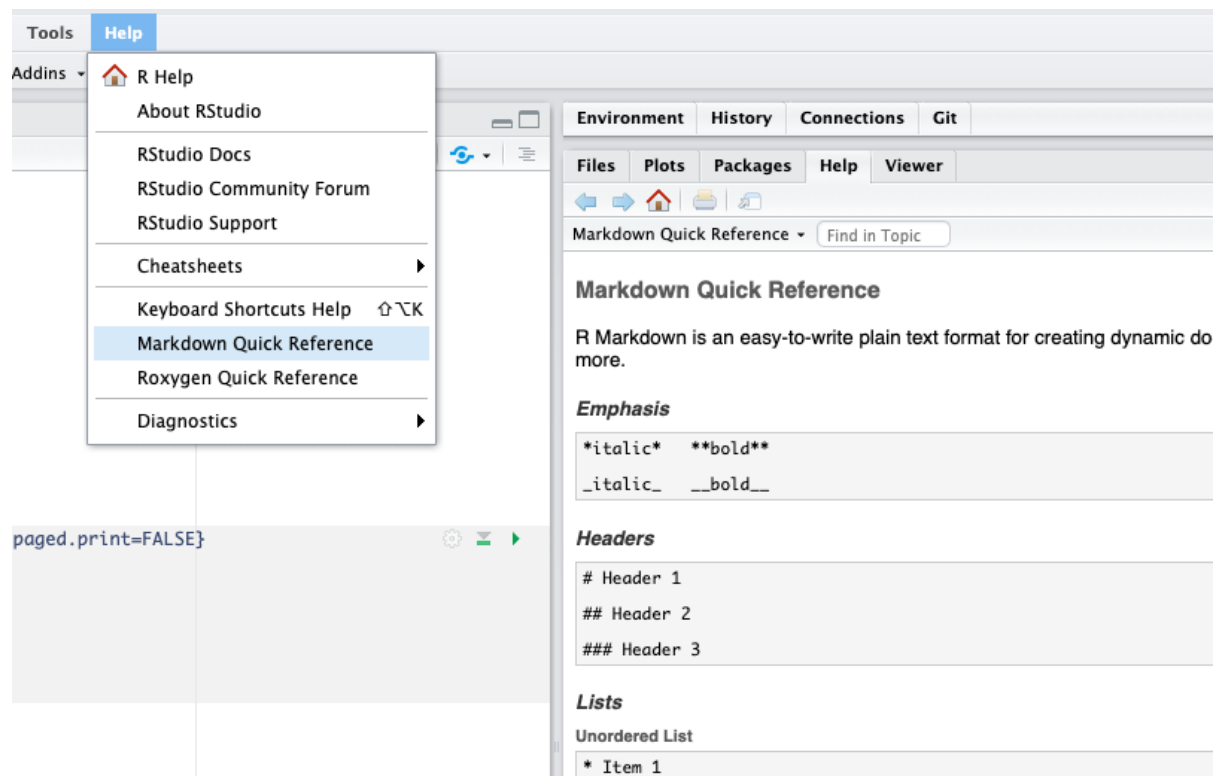 Tools Help
Addins
R Help
About RStudio
RStudio Docs
RStudio Community Forum
RStudio Support
Cheatsheets
Keyboard Shortcuts Help ⇧⌥K
Markdown Quick Reference
Roxygen Quick Reference
Diagnostics
paged.print=FALSE}
Environment History Connections Git
Files Plots Packages Help Viewer
Markdown Quick Reference Find in Topic
Markdown Quick Reference
R Markdown is an easy-to-write plain text format for creating dynamic do
more.
Emphasis
*italic* **bold**
_italic_ __bold__
Headers
# Header 1
## Header 2
### Header 3
Lists
Unordered List
* Item 1